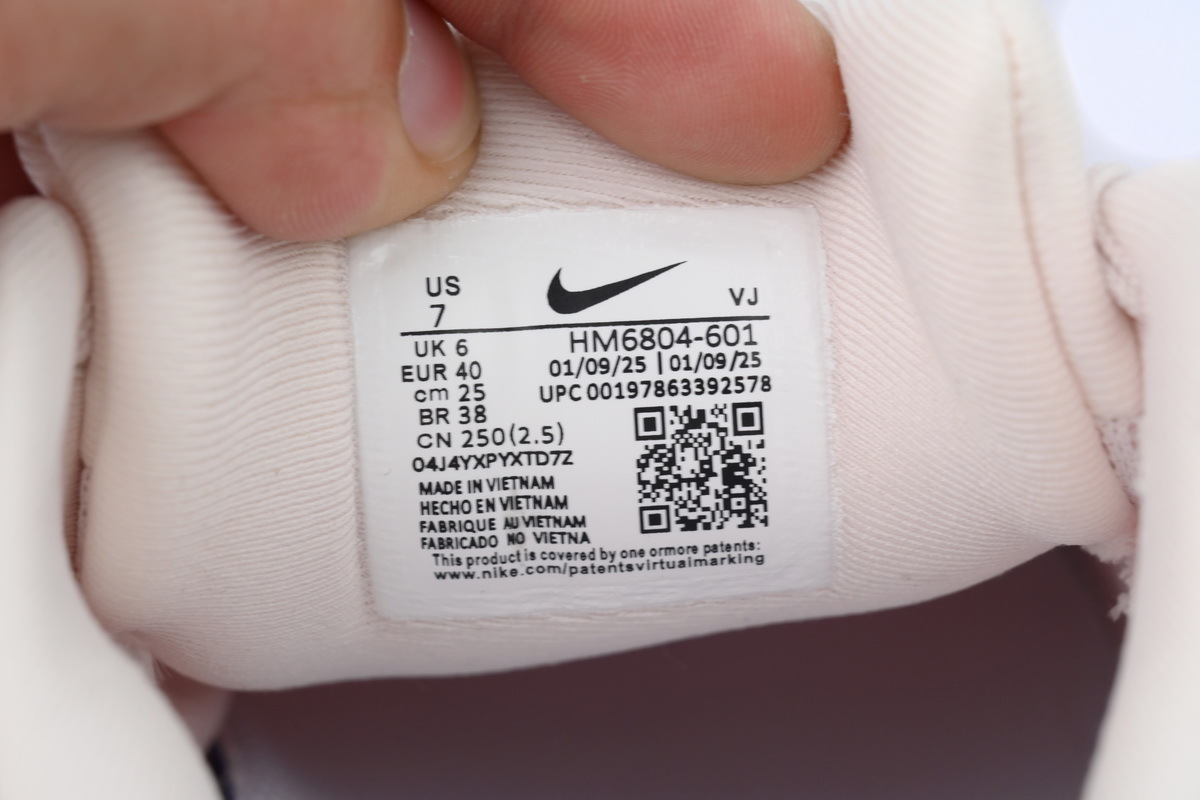 US
7
VJ
UK 6
HM6804-601
EUR 40
01/09/25 | 01/09/25
cm 25
UPC 00197863392578
BR 38
CN 250(2.5)
04J4YXPYXTD7Z
MADE IN VIETNAM
HECHO EN VIETNAM
FABRIQUE AU VIETNAM
FABRICADO NO VIETNA
This product is covered by one ormore patents:
www.nike.com/patentsvirtualmarking